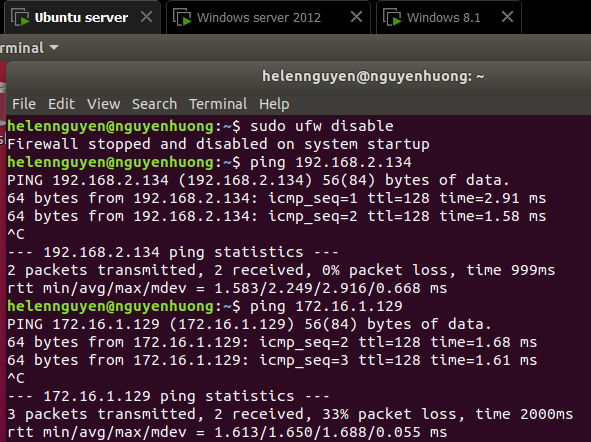 Ubuntu server
Windows server 2012
Windows 8.1
rminal
helennguyen@nguyenhuong: ~
File Edit View Search Terminal Help
helennguyen@nguyenhuong:~$ sudo ufw disable
Firewall stopped and disabled on system startup
helennguyen@nguyenhuong:~$ ping 192.168.2.134
PING 192.168.2.134 (192.168.2.134) 56(84) bytes of data.
64 bytes from 192.168.2.134: icmp_seq=1 ttl=128 time=2.91 ms
64 bytes from 192.168.2.134: icmp_seq=2 ttl=128 time=1.58 ms
^C
--- 192.168.2.134 ping statistics ---
2 packets transmitted, 2 received, 0% packet loss, time 999ms
rtt min/avg/max/mdev = 1.583/2.249/2.916/0.668 ms
helennguyen@nguyenhuong:~$ ping 172.16.1.129
PING 172.16.1.129 (172.16.1.129) 56(84) bytes of data.
64 bytes from 172.16.1.129: icmp_seq=2 ttl=128 time=1.68 ms
64 bytes from 172.16.1.129: icmp_seq=3 ttl=128 time=1.61 ms
^C
--- 172.16.1.129 ping statistics ---
3 packets transmitted, 2 received, 33% packet loss, time 2000ms
rtt min/avg/max/mdev = 1.613/1.650/1.688/0.055 ms